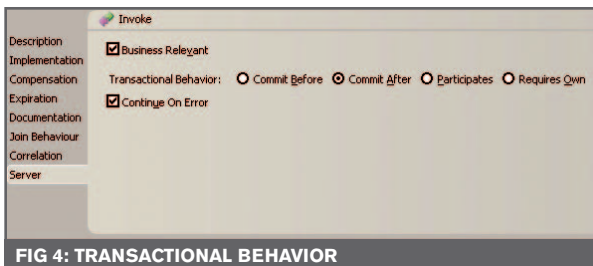 Invoke
Description
Implementation
Compensation
Expiration
Documentation
Join Behaviour
Correlation
Server
Business Relevant
Transactional Behavior: Commit Before Commit After Participates Requires Own
Continue On Error
FIG 4: TRANSACTIONAL BEHAVIOR